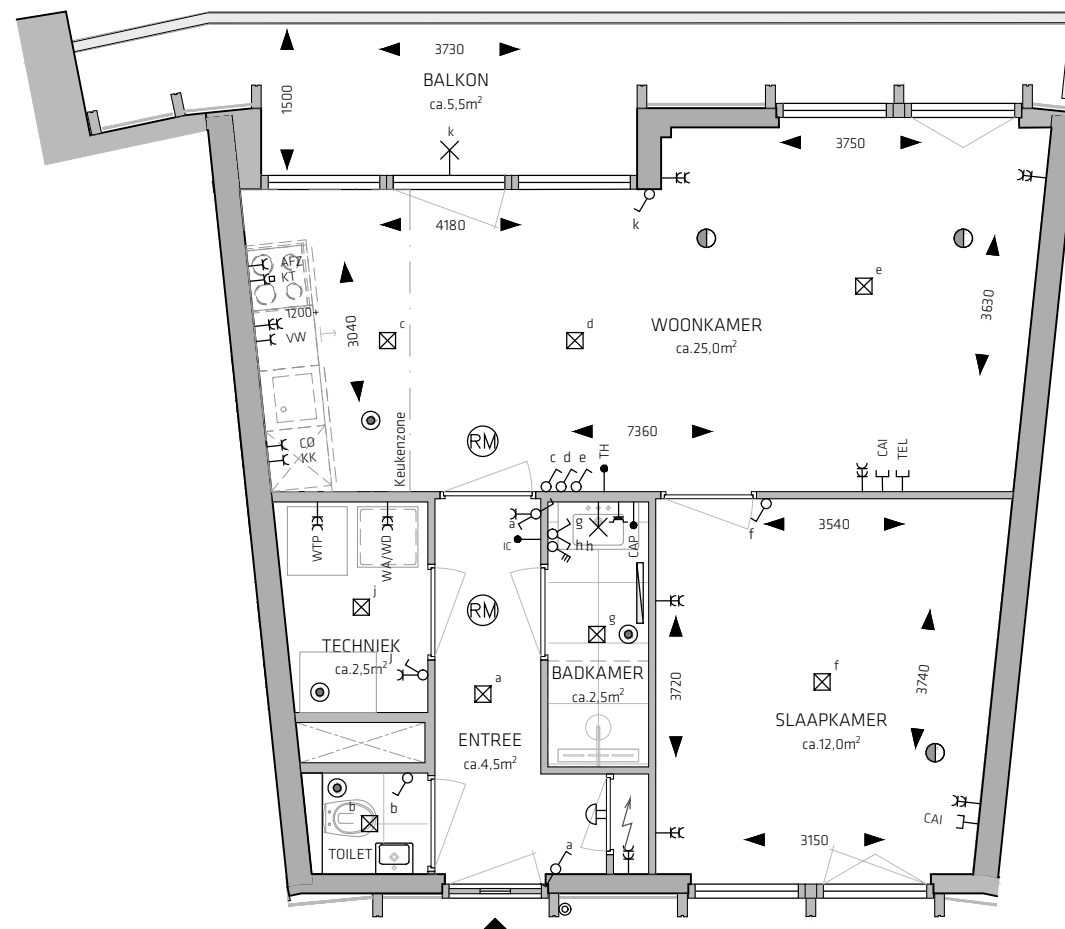 3730
BALKON
ca.5,5m²
1500
k
3750
4180
k
AFZ
KT
1200+
VW
3040
c
d
e
WOONKAMER
ca.25,0m²
3630
CØ
KK
Keukenzone
RM
7360
c d e
TH
CAI
TEL
WTP
WA/WD
a
IC
g
h h
CAP
f
3540
j
TECHNIEK
ca.2,5m²
j
RM
a
g
BADKAMER
ca.2,5m²
3720
f
3740
SLAAPKAMER
ca.12,0m²
ENTREE
ca.4,5m²
b
b
TOILET
a
CAI
3150